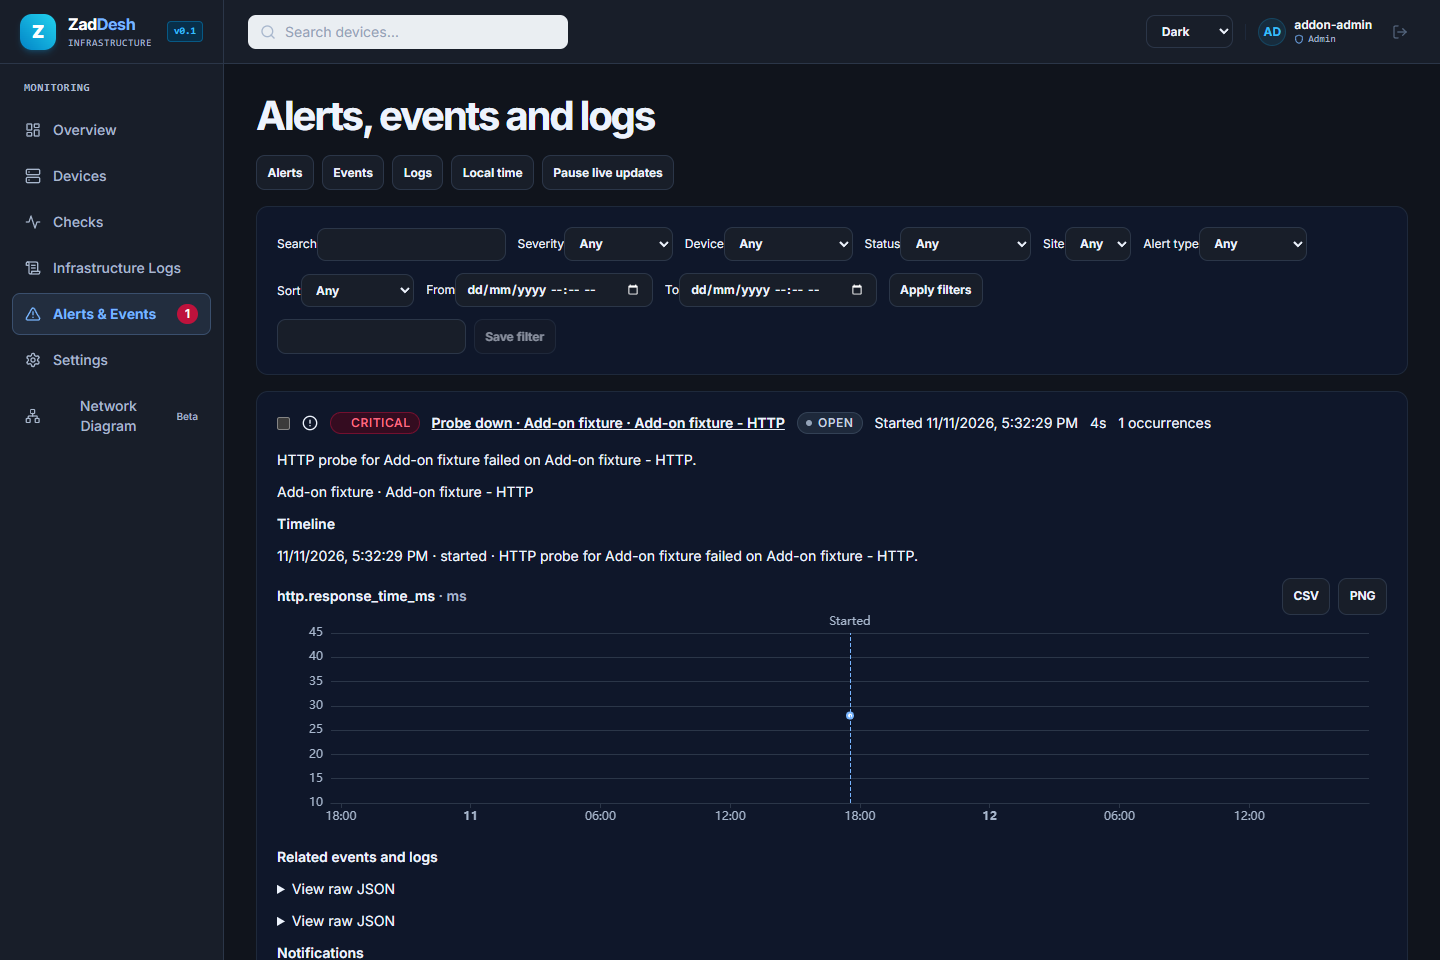 Z
ZadDesh
INFRASTRUCTURE
v0.1
Search devices...
Dark
AD
addon-admin
Admin
MONITORING
Overview
Devices
Checks
Infrastructure Logs
Alerts & Events
1
Settings
Network
Diagram
Beta
Alerts, events and logs
Alerts
Events
Logs
Local time
Pause live updates
Search
Severity Any
Device Any
Status Any
Site Any
Alert type Any
Sort Any
From dd/mm/yyyy --:-- --
To dd/mm/yyyy --:-- --
Apply filters
Save filter
CRITICAL
Probe down · Add-on fixture · Add-on fixture - HTTP
OPEN
Started 11/11/2026, 5:32:29 PM
4s
1 occurrences
HTTP probe for Add-on fixture failed on Add-on fixture - HTTP.
Add-on fixture · Add-on fixture - HTTP
Timeline
11/11/2026, 5:32:29 PM · started · HTTP probe for Add-on fixture failed on Add-on fixture - HTTP.
http.response_time_ms · ms
CSV
PNG
Started
45
40
35
30
25
20
15
10
18:00
11
06:00
12:00
18:00
12
06:00
12:00
Related events and logs
View raw JSON
View raw JSON
Notifications